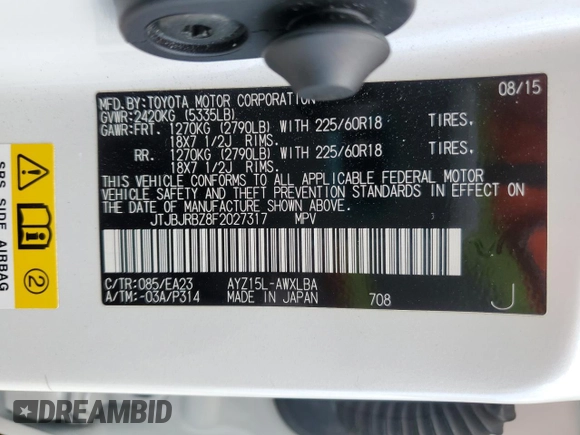 08/15
MFD.BY:TOYOTA MOTOR CORPORATION
GVWR:2420KG (5335LB)
GAWR:FRT. 1270KG (2790LB) WITH 225/60R18 TIRES,
18X7 1/2J RIMS.
RR. 1270KG (2790LB) WITH 225/60R18 TIRES,
18X7 1/2J RIMS.
THIS VEHICLE CONFORMS TO ALL APPLICABLE FEDERAL MOTOR
VEHICLE SAFETY AND THEFT PREVENTION STANDARDS IN EFFECT ON
THE DATE OF MANUFACTURE SHOWN ABOVE.
JTJBJRBZ8F2027317 MPV
C/TR:085/EA23 AYZ15L-AWXLBA
A/TM:-03A/P314 MADE IN JAPAN 708 J
SRS SIDE AIRBAG
2
DREAMBID